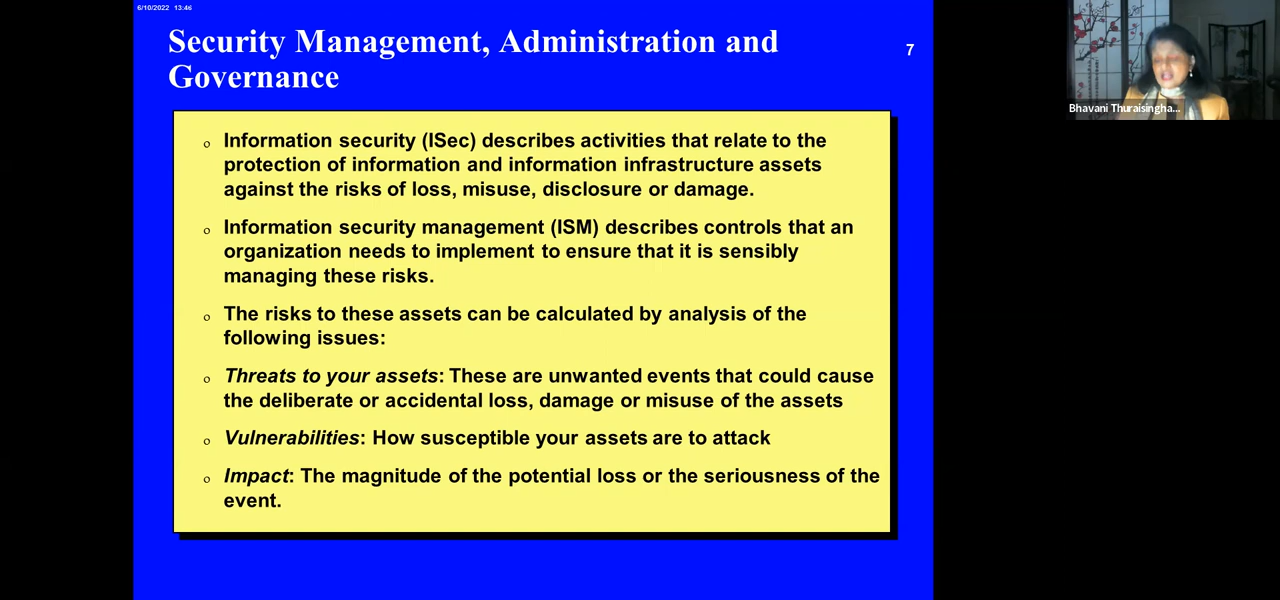 6/10/2022 13:46
Security Management, Administration and
Governance
7
Bhavani Thuraisingha...
o Information security (ISec) describes activities that relate to the
protection of information and information infrastructure assets
against the risks of loss, misuse, disclosure or damage.
o Information security management (ISM) describes controls that an
organization needs to implement to ensure that it is sensibly
managing these risks.
o The risks to these assets can be calculated by analysis of the
following issues:
o Threats to your assets: These are unwanted events that could cause
the deliberate or accidental loss, damage or misuse of the assets
o Vulnerabilities: How susceptible your assets are to attack
o Impact: The magnitude of the potential loss or the seriousness of the
event.